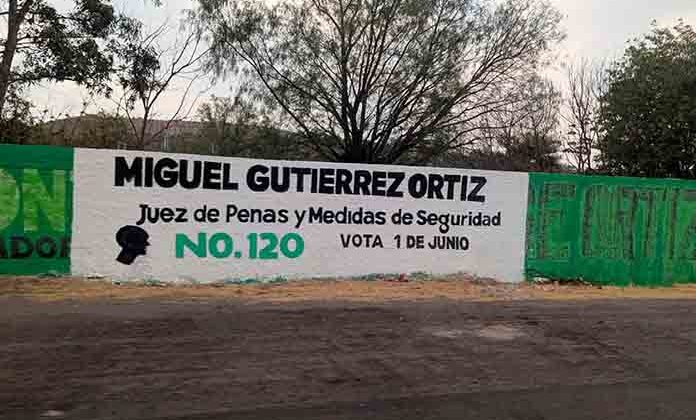 MIGUEL GUTIERREZ ORTIZ
Juez de Penas y Medidas de Seguridad
NO. 120 VOTA 1 DE JUNIO